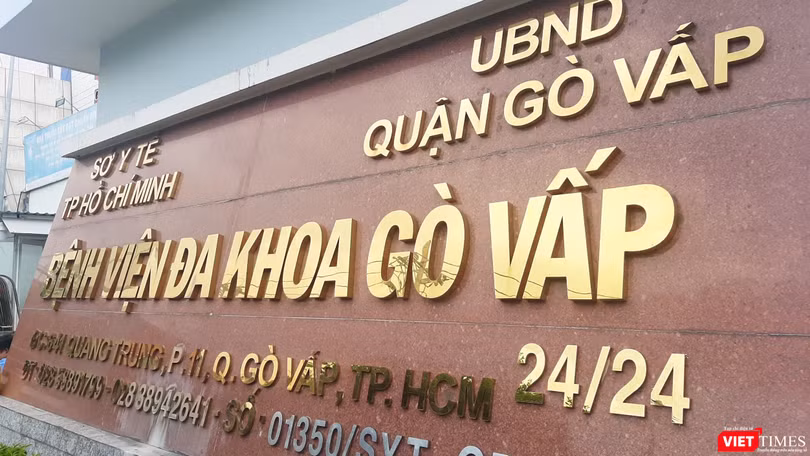 UBND
QUẬN GÒ VẤP
SỞ Y TẾ
TP HỒ CHÍ MINH
BỆNH VIỆN ĐA KHOA GÒ VẤP
QUANG TRUNG, P. 11, Q. GÒ VẤP, TP. HCM
24/24
028 38942641 - SỐ : 01350/SYT
VIETTIMES